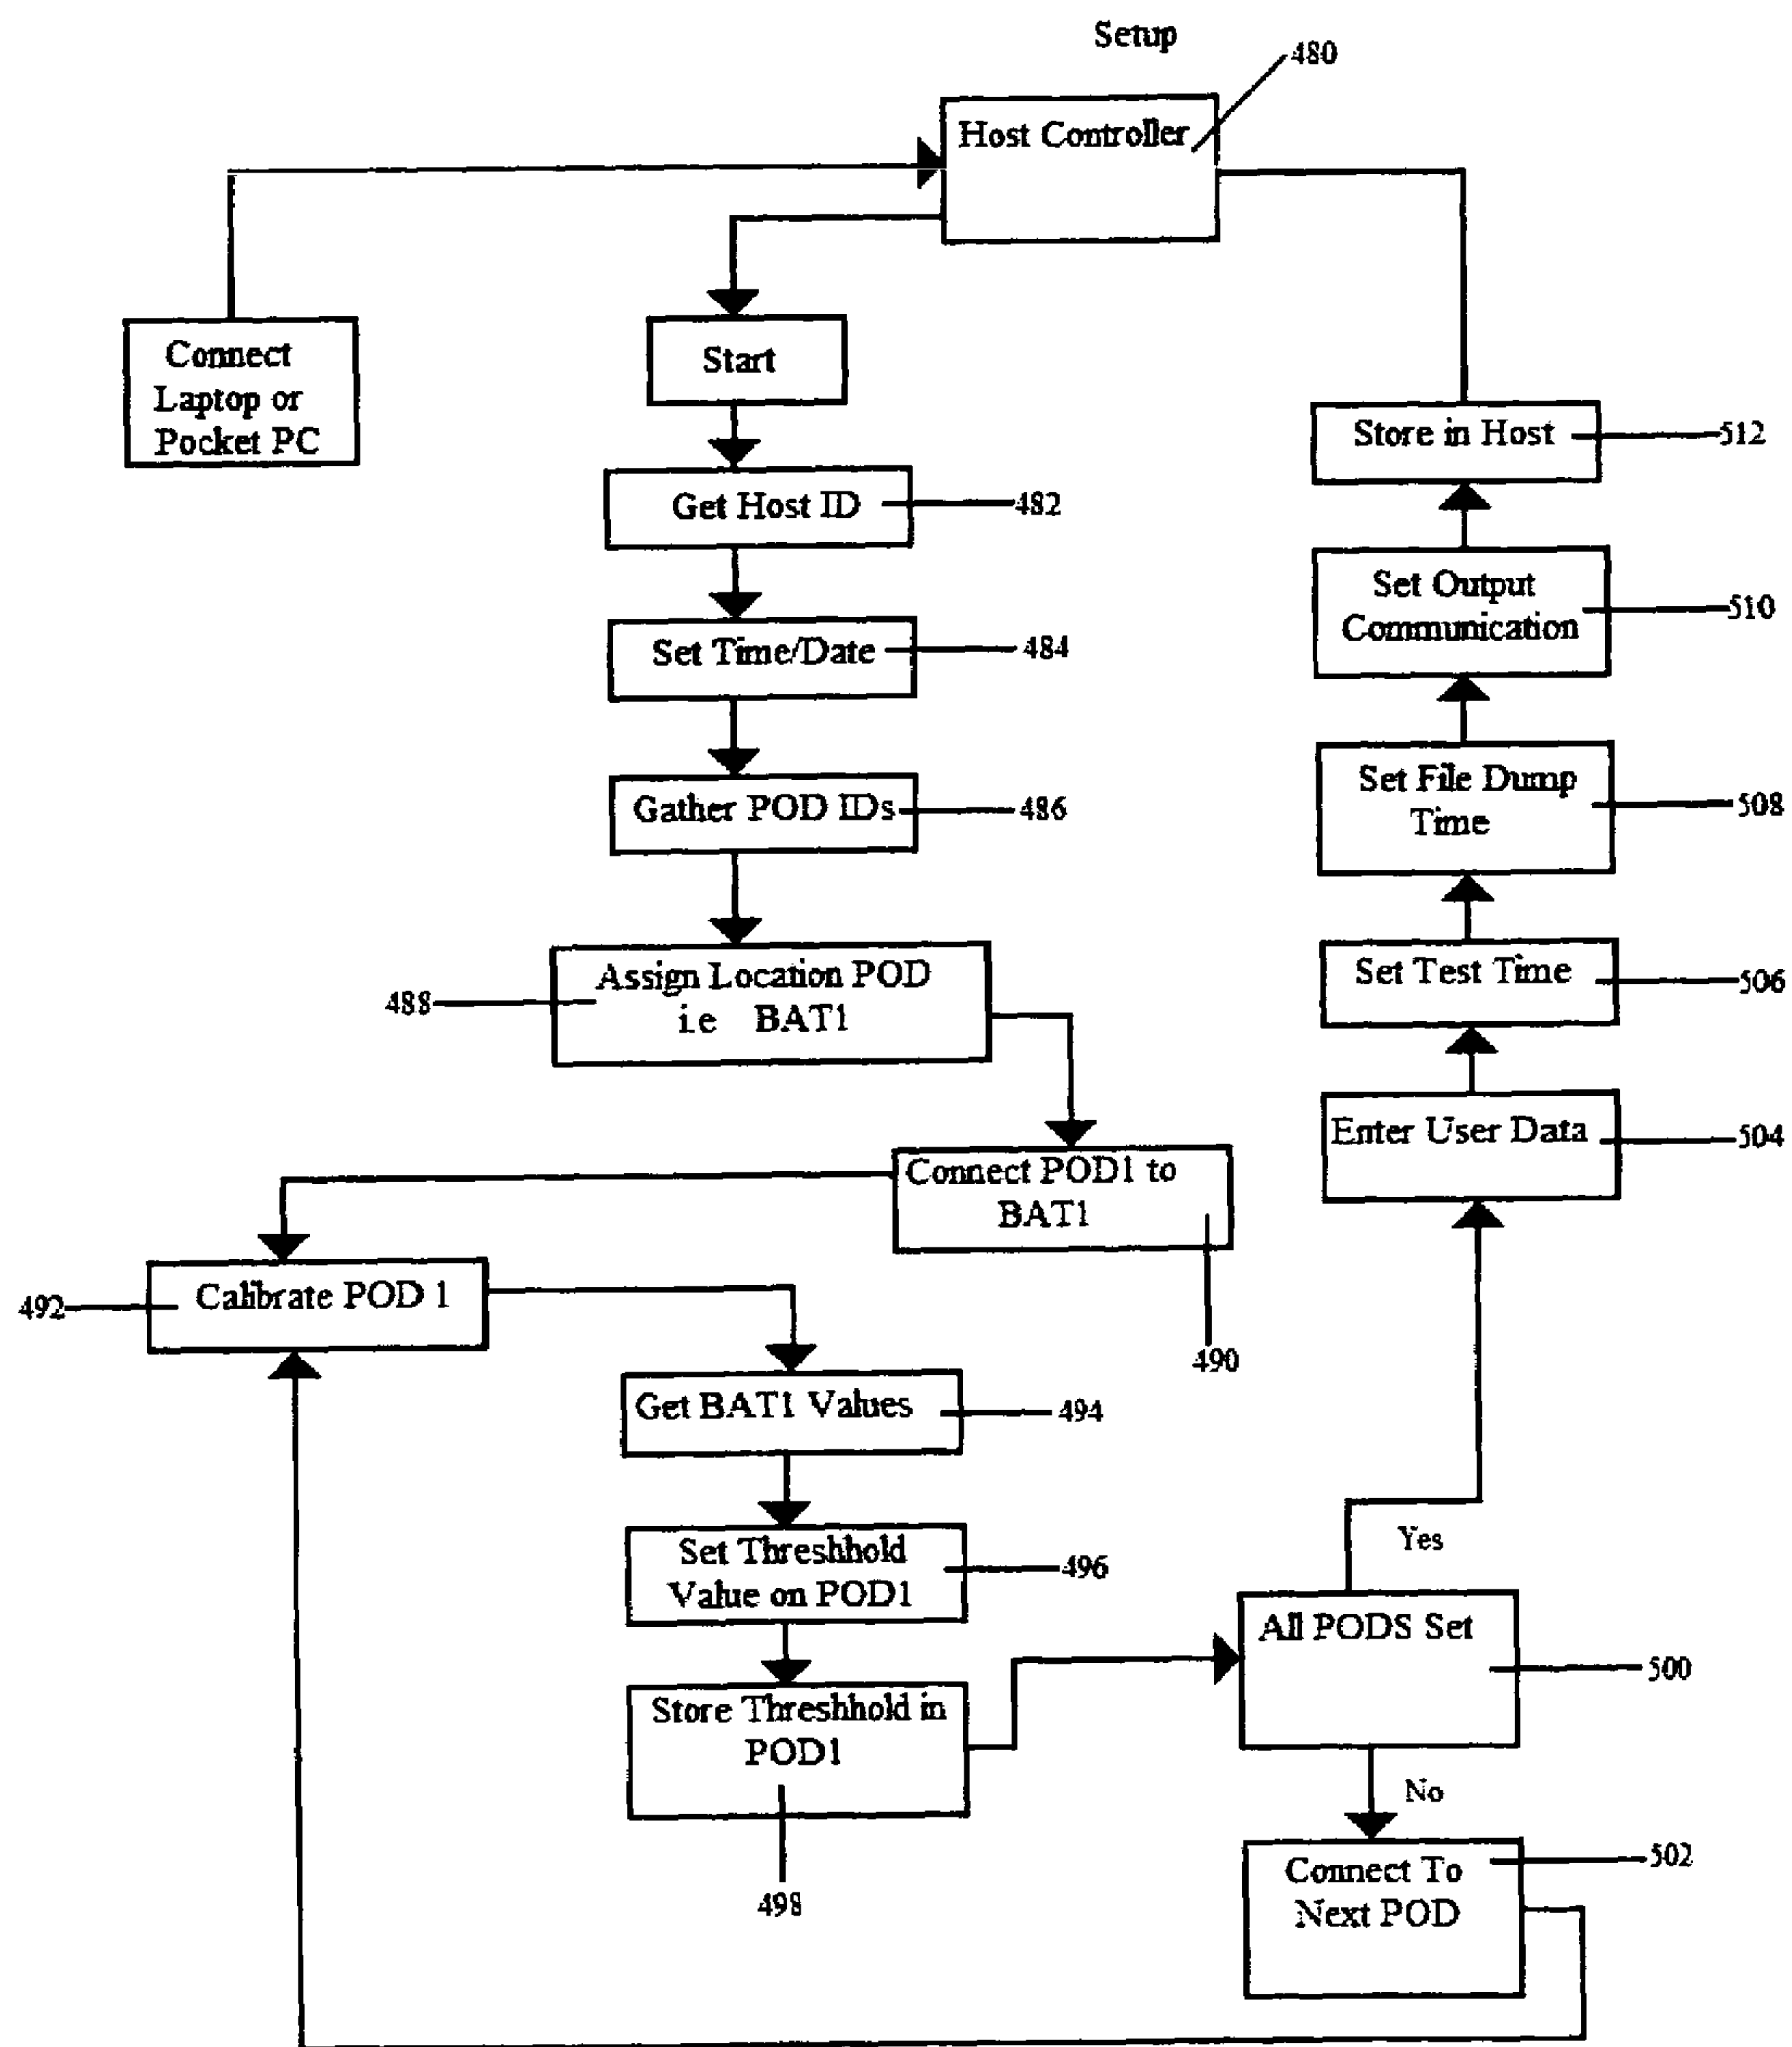 Setup
480
Host Controller
Connect
Laptop or
Pocket PC
Start
Get Host ID
482
Set Time/Date
484
Gather POD IDs
486
Assign Location POD
i.e BAT1
488
Connect POD1 to
BAT1
490
Calibrate POD 1
492
Get BAT1 Values
494
Set Threshhold
Value on POD1
496
Store Threshhold in
POD1
498
All PODS Set
500
Yes
No
Connect To
Next POD
502
Enter User Data
504
Set Test Time
506
Set File Dump
Time
508
Set Output
Communication
510
Store in Host
512